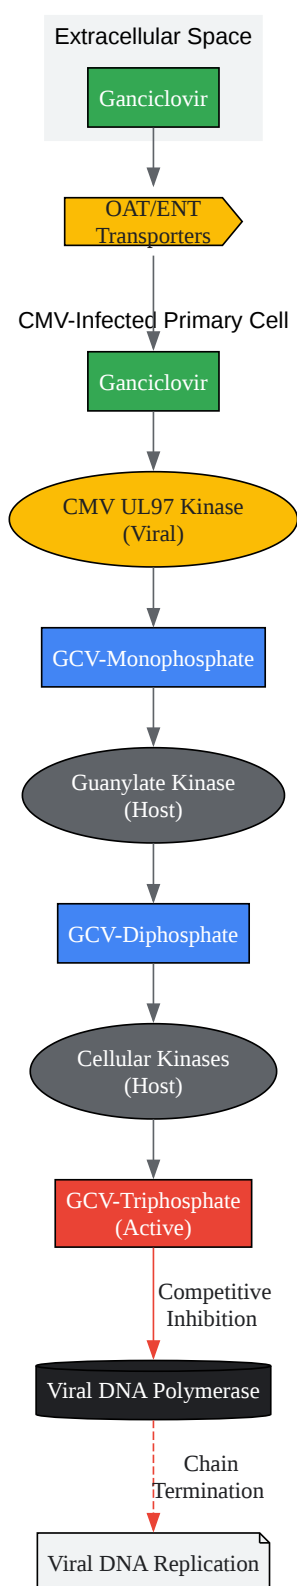 Extracellular Space
Ganciclovir
OAT/ENT
Transporters
CMV-Infected Primary Cell
Ganciclovir
CMV UL97 Kinase
(Viral)
GCV-Monophosphate
Guanylate Kinase
(Host)
GCV-Diphosphate
Cellular Kinases
(Host)
GCV-Triphosphate
(Active)
Competitive
Inhibition
Viral DNA Polymerase
Chain
Termination
Viral DNA Replication